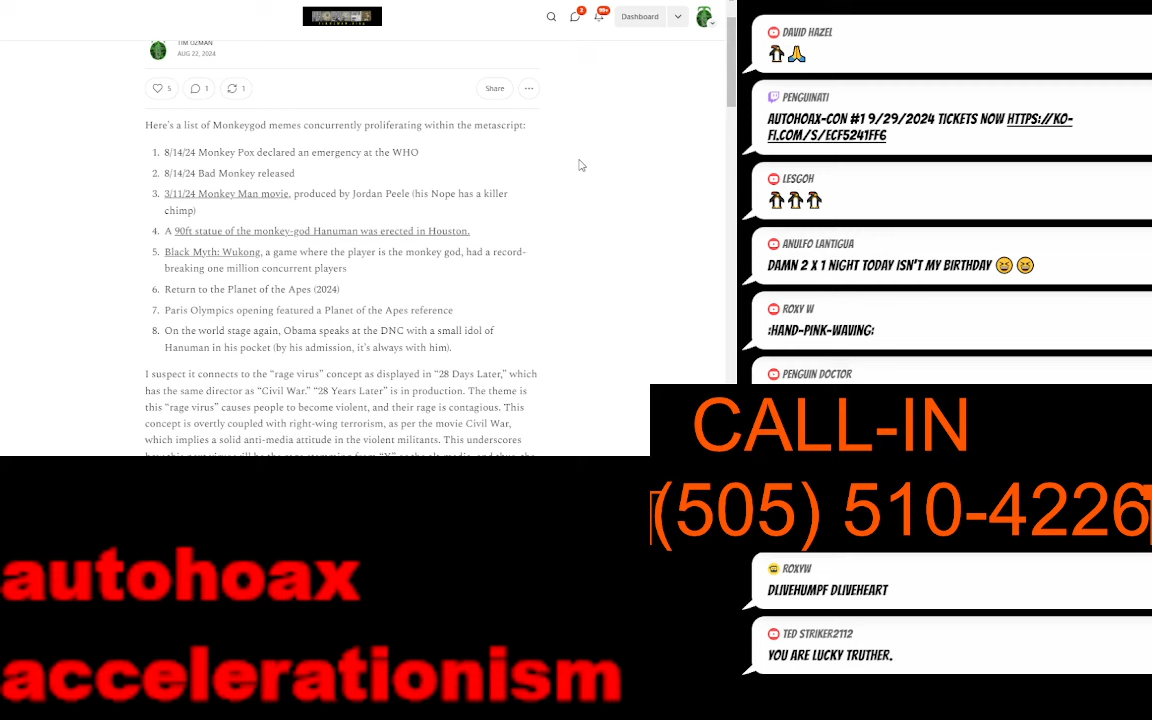 2
99+
Dashboard
TIM OZMAN
AUG 22, 2024
5
1
1
Share
Here's a list of Monkeygod memes concurrently proliferating within the metascript:
1. 8/14/24 Monkey Pox declared an emergency at the WHO
2. 8/14/24 Bad Monkey released
3. 3/11/24 Monkey Man movie, produced by Jordan Peele (his Nope has a killer
chimp)
4. A 90ft statue of the monkey-god Hanuman was erected in Houston.
5. Black Myth: Wukong, a game where the player is the monkey god, had a record-
breaking one million concurrent players
6. Return to the Planet of the Apes (2024)
7. Paris Olympics opening featured a Planet of the Apes reference
8. On the world stage again, Obama speaks at the DNC with a small idol of
Hanuman in his pocket (by his admission, it's always with him).
I suspect it connects to the "rage virus" concept as displayed in "28 Days Later," which
has the same director as "Civil War." "28 Years Later" is in production. The theme is
this "rage virus" causes people to become violent, and their rage is contagious. This
concept is overtly coupled with right-wing terrorism, as per the movie Civil War,
which implies a solid anti-media attitude in the violent militants. This underscores
DAVID HAZEL
🐧🙏
PENGUINATI
AUTOHOAX-CON #1 9/29/2024 TICKETS NOW HTTPS://KO-
FI.COM/S/ECF5241FF6
LESGOH
🐧🐧🐧
ANULFO LANTIGUA
DAMN 2 X 1 NIGHT TODAY ISN'T MY BIRTHDAY 😆😆
ROXY W
:HAND-PINK-WAVING:
PENGUIN DOCTOR
CALL-IN
(505) 510-4226
ROXYW
DLIVEHUMPF DLIVEHEART
TED STRIKER2112
YOU ARE LUCKY TRUTHER.
autohoax
accelerationism